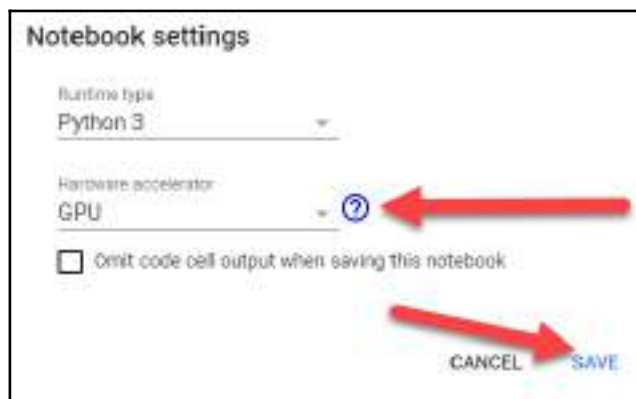 Notebook settings
Runtime type
Python 3
Hardware accelerator
GPU
?
Omit code cell output when saving this notebook
CANCEL SAVE